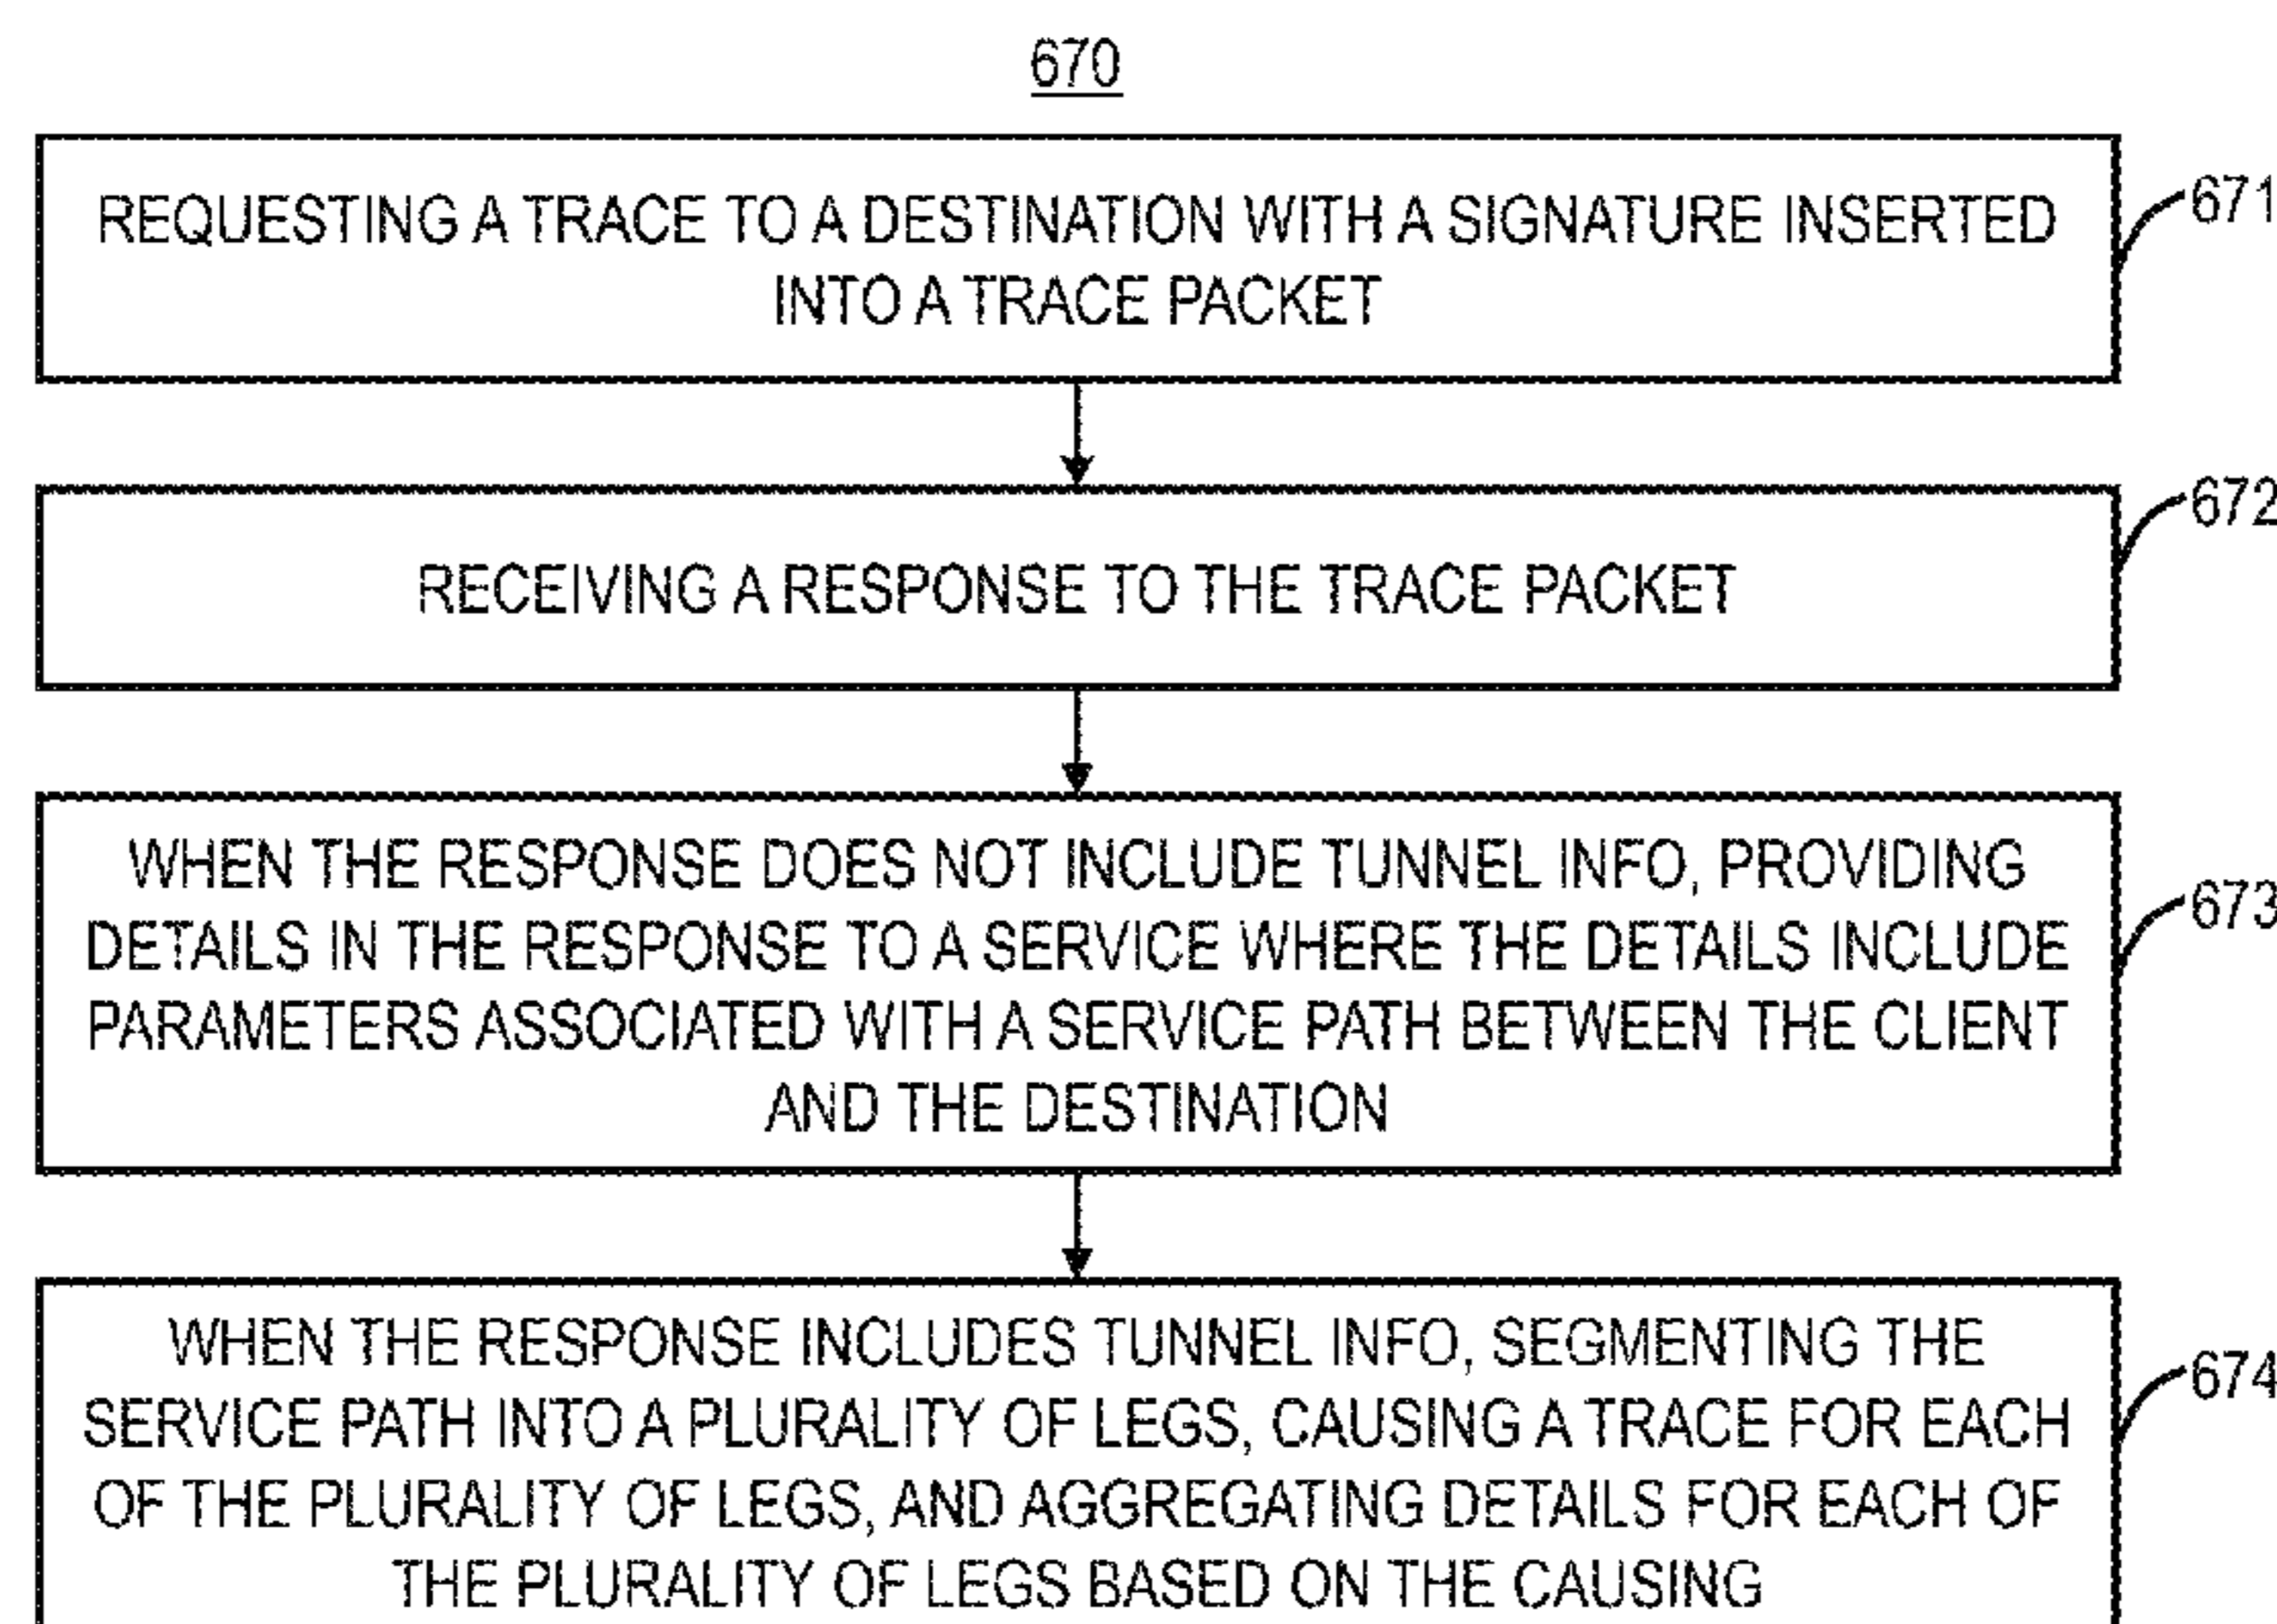 670
REQUESTING A TRACE TO A DESTINATION WITH A SIGNATURE INSERTED
INTO A TRACE PACKET
671
RECEIVING A RESPONSE TO THE TRACE PACKET
672
WHEN THE RESPONSE DOES NOT INCLUDE TUNNEL INFO, PROVIDING
DETAILS IN THE RESPONSE TO A SERVICE WHERE THE DETAILS INCLUDE
PARAMETERS ASSOCIATED WITH A SERVICE PATH BETWEEN THE CLIENT
AND THE DESTINATION
673
WHEN THE RESPONSE INCLUDES TUNNEL INFO, SEGMENTING THE
SERVICE PATH INTO A PLURALITY OF LEGS, CAUSING A TRACE FOR EACH
OF THE PLURALITY OF LEGS, AND AGGREGATING DETAILS FOR EACH OF
THE PLURALITY OF LEGS BASED ON THE CAUSING
674